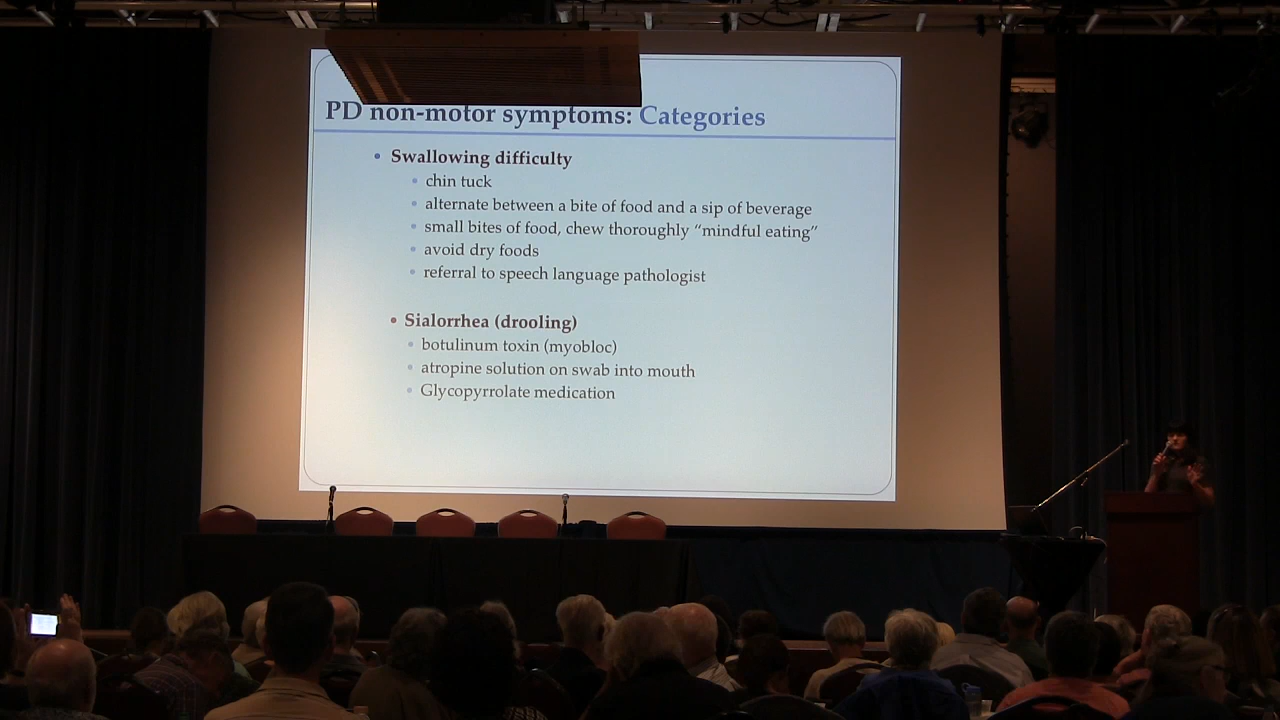 PD non-motor symptoms: Categories
• Swallowing difficulty
• chin tuck
• alternate between a bite of food and a sip of beverage
• small bites of food, chew thoroughly “mindful eating”
• avoid dry foods
• referral to speech language pathologist
• Sialorrhea (drooling)
• botulinum toxin (myobloc)
• atropine solution on swab into mouth
• Glycopyrrolate medication